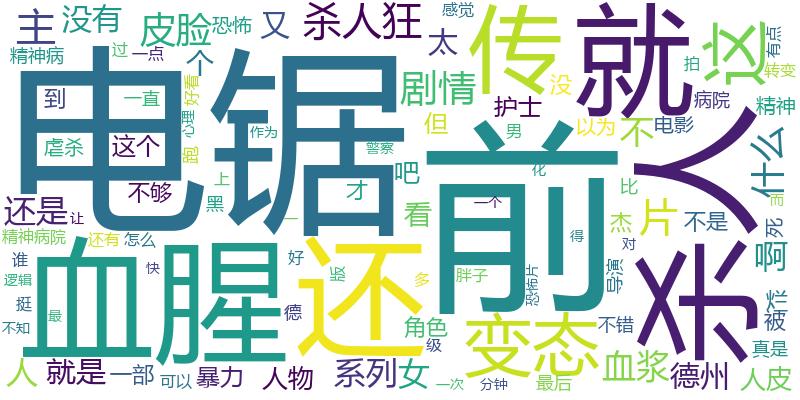 主 没有 皮脸 恐怖 又 杀人狂 感觉 传 就 这 有点
精神病 过 一点 个 太 转变
到 一直 好看 剧情 没 拍 病院 精神
虐杀 这个 心理 跑 作为 警察 护士 但 男 以为 不 电影 什么
电锯 前 杀人
不够 黑 上 才 吧 化 比
还是 让 看 一个 杰 片 不是 死 而
精神病院 还有 怎么 一 得 对 啊
血腥 还 谁 好 版 多 胖子 恐怖片 导演
逻辑 快 挺 德 角色 变态 不错 被
不知 最 级 真是
人 就是 一部 可以 暴力 人物 系列 女 一次 分钟 最后 血浆 德州 人皮